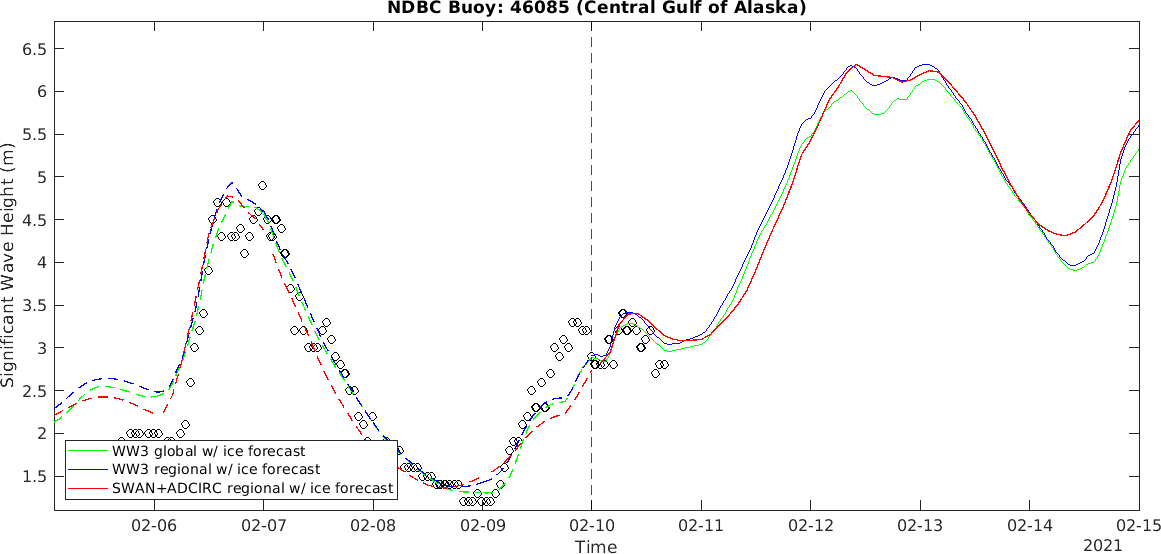 NDBC Buoy: 46085 (Central Gulf of Alaska)
Significant Wave Height (m)
6.5
6
5.5
5
4.5
4
3.5
3
2.5
2
1.5
WW3 global w/ ice forecast
WW3 regional w/ ice forecast
SWAN+ADCIRC regional w/ ice forecast
02-06 02-07 02-08 02-09 02-10 02-11 02-12 02-13 02-14 02-15
2021
Time